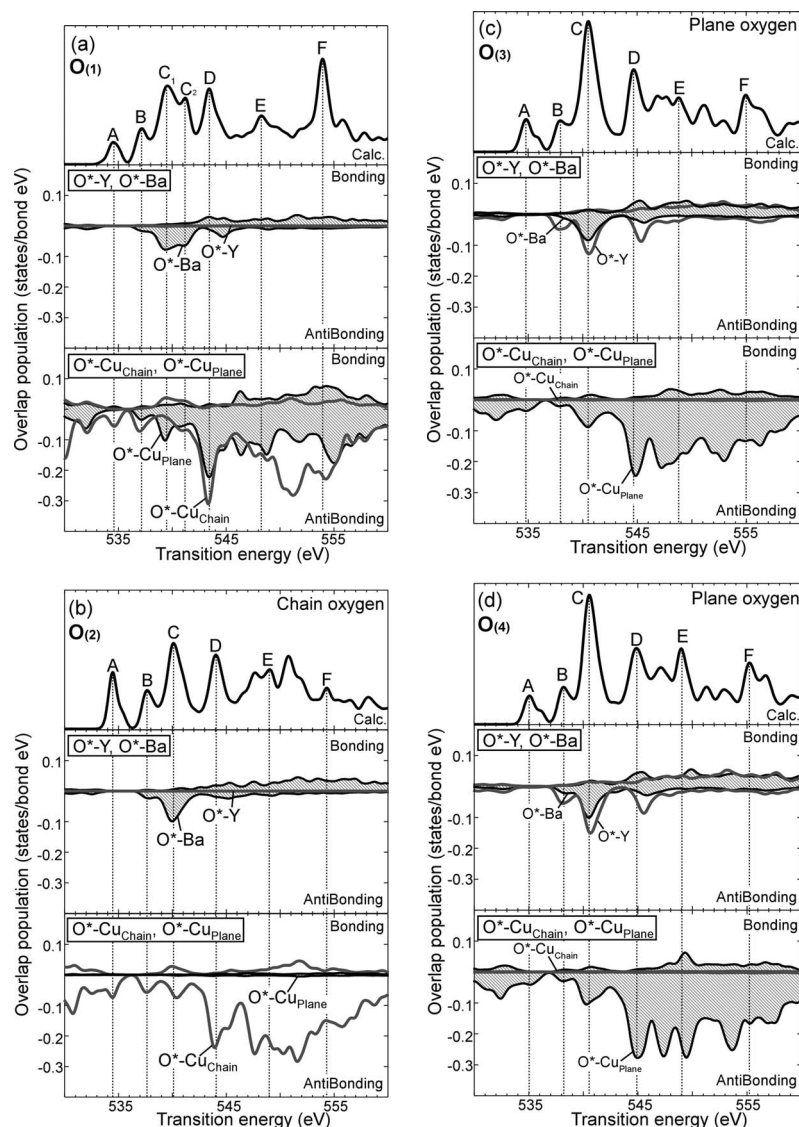 (a)
O(1)
A
B
C1
C2
D
E
F
Calc.
O*-Y, O*-Ba
Bonding
0.1
0
-0.1
-0.2
-0.3
O*-Ba
O*-Y
AntiBonding
O*-CuChain, O*-CuPlane
Bonding
0.1
-0.1
-0.2
-0.3
O*-CuPlane
O*-CuChain
AntiBonding
Overlap population (states/bond eV)
535
545
555
Transition energy (eV)
(c)
Plane oxygen
O(3)
A
B
C
D
E
F
Calc.
O*-Y, O*-Ba
Bonding
0.1
0
-0.1
-0.2
-0.3
O*-Ba
O*-Y
AntiBonding
O*-CuChain, O*-CuPlane
Bonding
0.1
O*-CuChain
0
-0.1
-0.2
-0.3
O*-CuPlane
AntiBonding
Overlap population (states/bond eV)
535
545
555
Transition energy (eV)
(b)
Chain oxygen
O(2)
A
B
C
D
E
F
Calc.
O*-Y, O*-Ba
Bonding
0.1
0
-0.1
-0.2
-0.3
O*-Ba
O*-Y
AntiBonding
O*-CuChain, O*-CuPlane
Bonding
0.1
0
-0.1
-0.2
-0.3
O*-CuPlane
O*-CuChain
AntiBonding
Overlap population (states/bond eV)
535
545
555
Transition energy (eV)
(d)
Plane oxygen
O(4)
A
B
C
D
E
F
Calc.
O*-Y, O*-Ba
Bonding
0.1
0
-0.1
-0.2
-0.3
O*-Ba
O*-Y
AntiBonding
O*-CuChain, O*-CuPlane
Bonding
0.1
O*-CuChain
0
-0.1
-0.2
-0.3
O*-CuPlane
AntiBonding
Overlap population (states/bond eV)
535
545
555
Transition energy (eV)